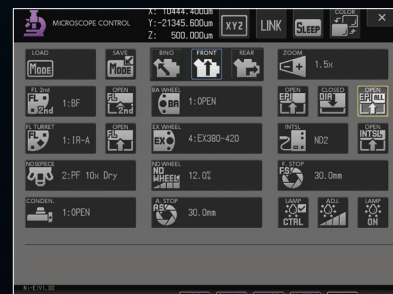 MICROSCOPE CONTROL
X: 10444.400um
Y:-21345.600um
Z: 500.000um
XYZ
LINK
SLEEP
COLOR
LOAD
MODE
SAVE
MODE
BINO
FRONT
REAR
ZOOM
1.5x
FL 2nd
FL
2nd
1:BF
OPEN
FL
2nd
BA WHEEL
BA
1:OPEN
OPEN
EPI
CLOSED
DIA
OPEN
EPI ALL
FL TURRET
FL
1:IR-A
OPEN
FL
EX WHEEL
EX
4:EX380-420
INTSL
ND2
OPEN
INTSL
NOSEPIECE
2:PF 10x Dry
ND WHEEL
ND
WHEEL
12.0%
F. STOP
FS
30.0mm
CONDEN.
1:OPEN
A. STOP
AS
30.0mm
LAMP
CTRL
ADJ.
LAMP
ON
Ni-E:V1.00